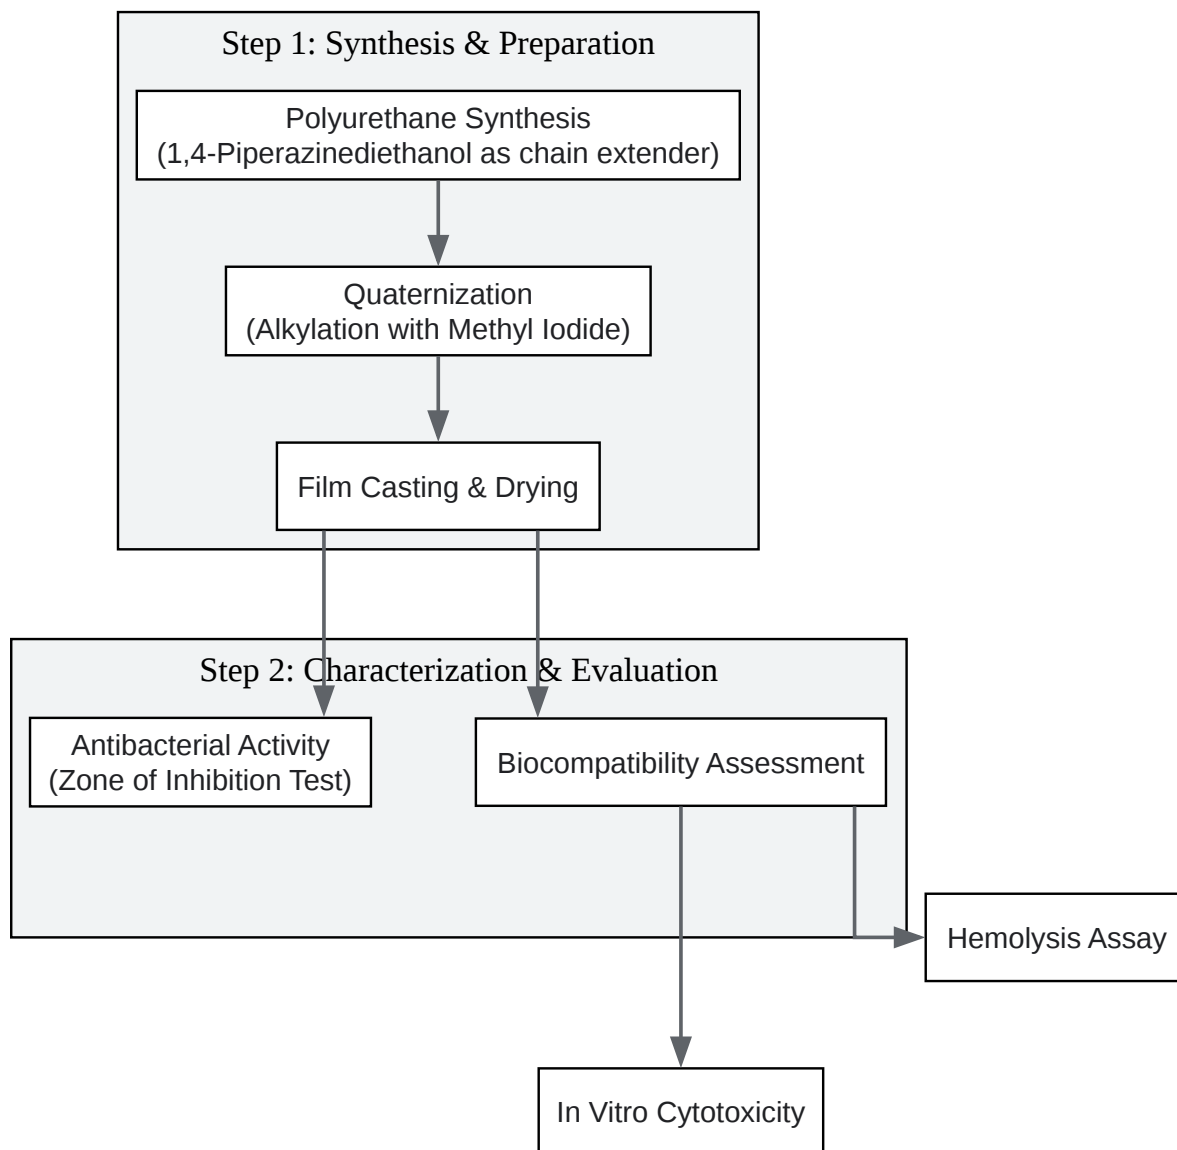 Step 1: Synthesis & Preparation
Polyurethane Synthesis
(1,4-Piperazinediethanol as chain extender)
Quaternization
(Alkylation with Methyl Iodide)
Film Casting & Drying
Step 2: Characterization & Evaluation
Antibacterial Activity
(Zone of Inhibition Test)
Biocompatibility Assessment
Hemolysis Assay
In Vitro Cytotoxicity